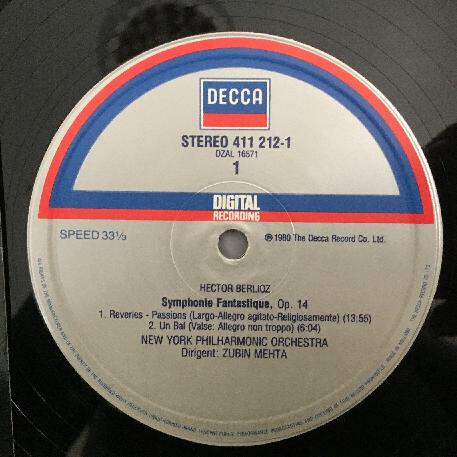 DECCA
STEREO 411 212-1
DZAL 16571
1
DIGITAL
RECORDING
SPEED 33⅓
℗ 1980 The Decca Record Co. Ltd.
HECTOR BERLIOZ
Symphonie Fantastique, Op. 14
1. Reveries - Passions (Largo-Allegro agitato-Religiosamente) (13:55)
2. Un Bal (Valse: Allegro non troppo) (6:04)
NEW YORK PHILHARMONIC ORCHESTRA
Dirigent: ZUBIN MEHTA